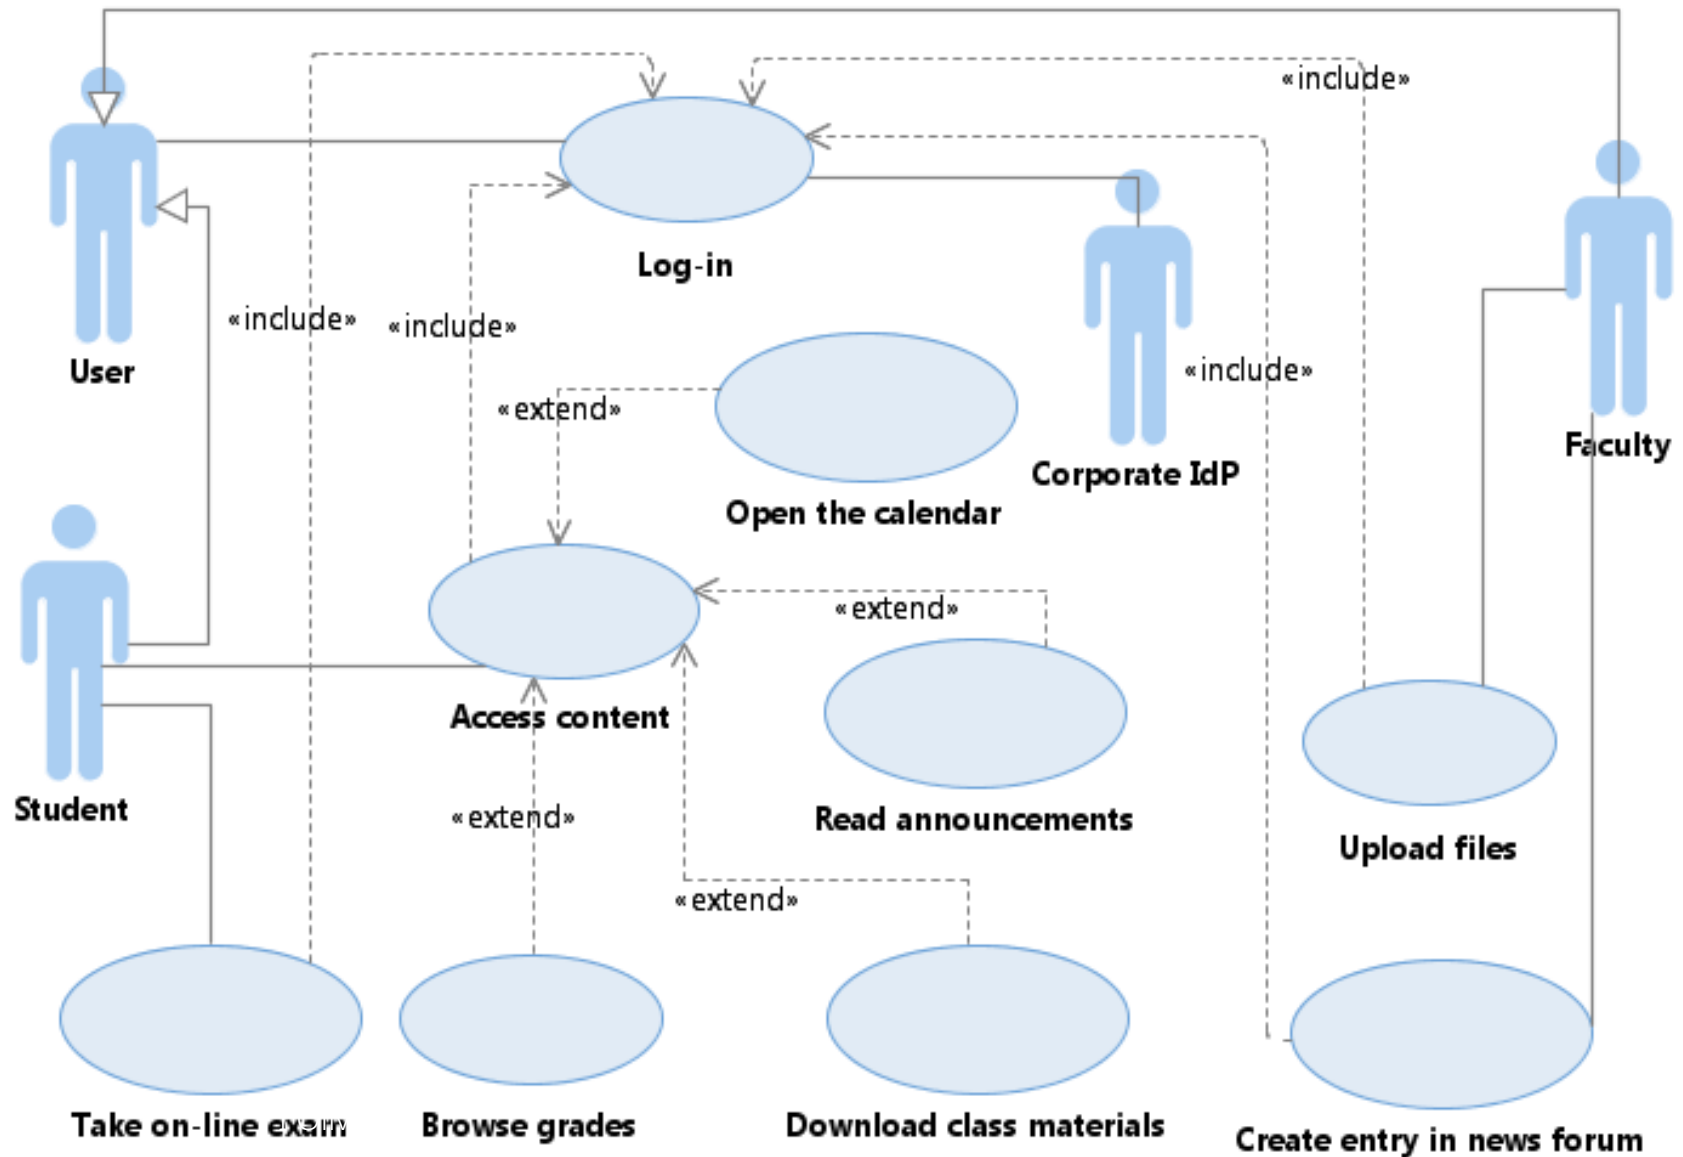 «include»
Log-in
«include»
«include»
User
«include»
«extend»
Faculty
Corporate IdP
Open the calendar
«extend»
Access content
Student
«extend»
Read announcements
Upload files
«extend»
Take on-line exam
Browse grades
Download class materials
Create entry in news forum